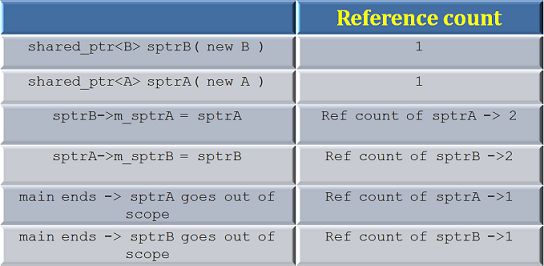 Reference count
shared_ptr<B> sptrB( new B )
1
shared_ptr<A> sptrA( new A )
1
sptrB->m_sptrA = sptrA
Ref count of sptrA -> 2
sptrA->m_sptrB = sptrB
Ref count of sptrB ->2
main ends -> sptrA goes out of
scope
Ref count of sptrA ->1
main ends -> sptrB goes out of
scope
Ref count of sptrB ->1